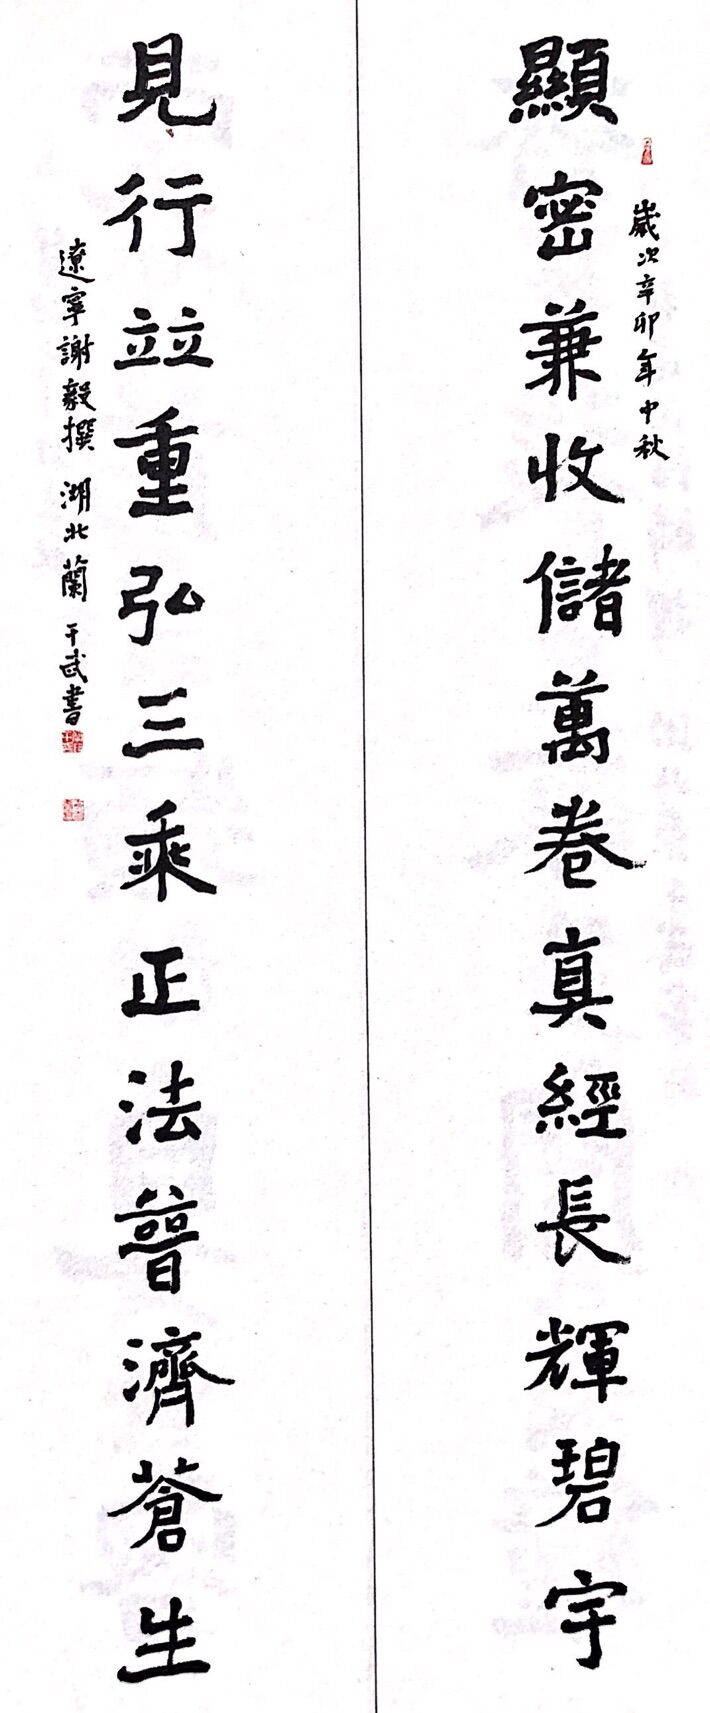 歲次辛卯年中秋
顯密兼收儲萬卷真經長輝碧宇
見行竝重弘三乘正法普濟蒼生
遼寧謝毅撰 湖北蘭干武書